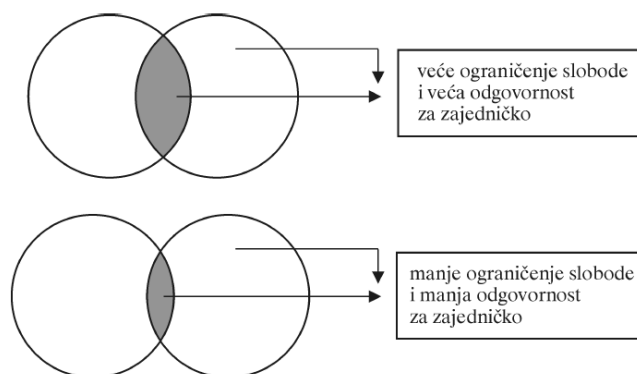 veće ograničenje slobode
i veća odgovornost
za zajedničko
manje ograničenje slobode
i manja odgovornost
za zajedničko